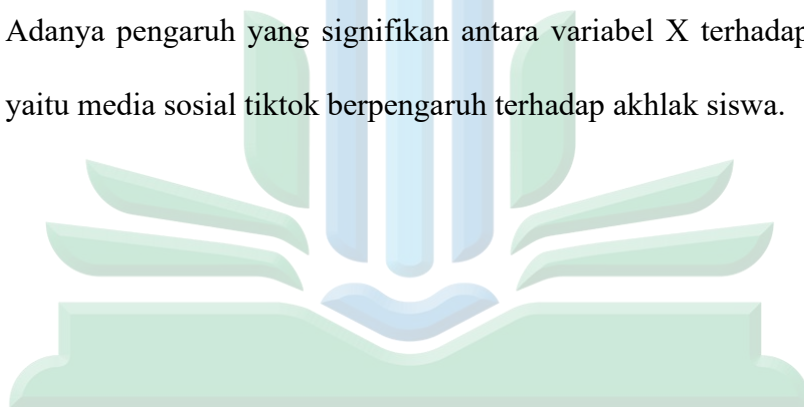 Adanya pengaruh yang signifikan antara variabel X terhadap
yaitu media sosial tiktok berpengaruh terhadap akhlak siswa.